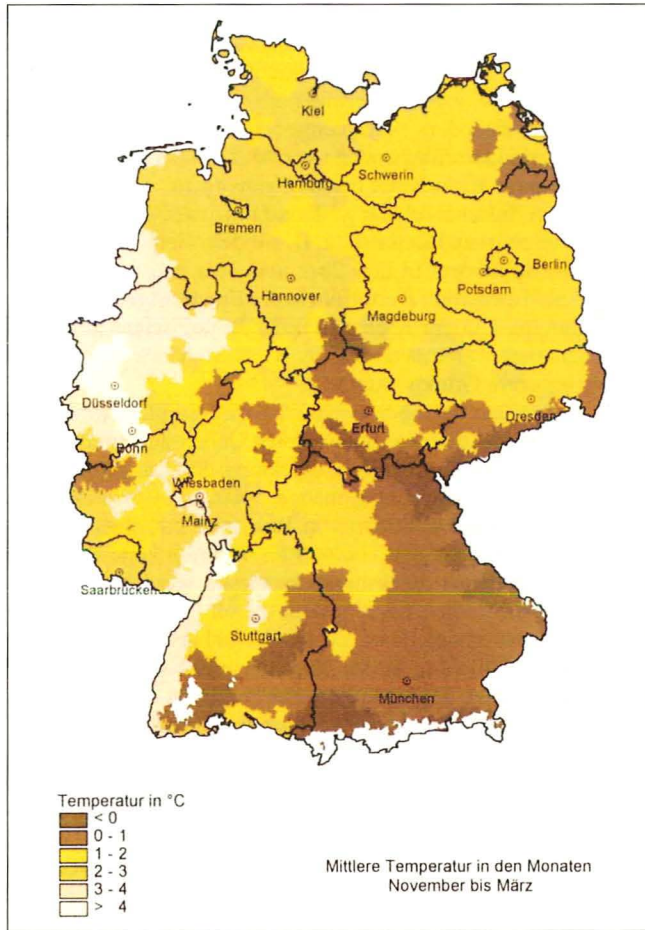 Kiel
Schwerin
Hamburg
Bremen
Berlin
Potsdam
Hannover
Magdeburg
Düsseldorf
Dresden
Erfurt
Bonn
Wiesbaden
Mainz
Saarbrücken
Stuttgart
München
Temperatur in °C
< 0
0 - 1
1 - 2
2 - 3
3 - 4
> 4
Mittlere Temperatur in den Monaten
November bis März